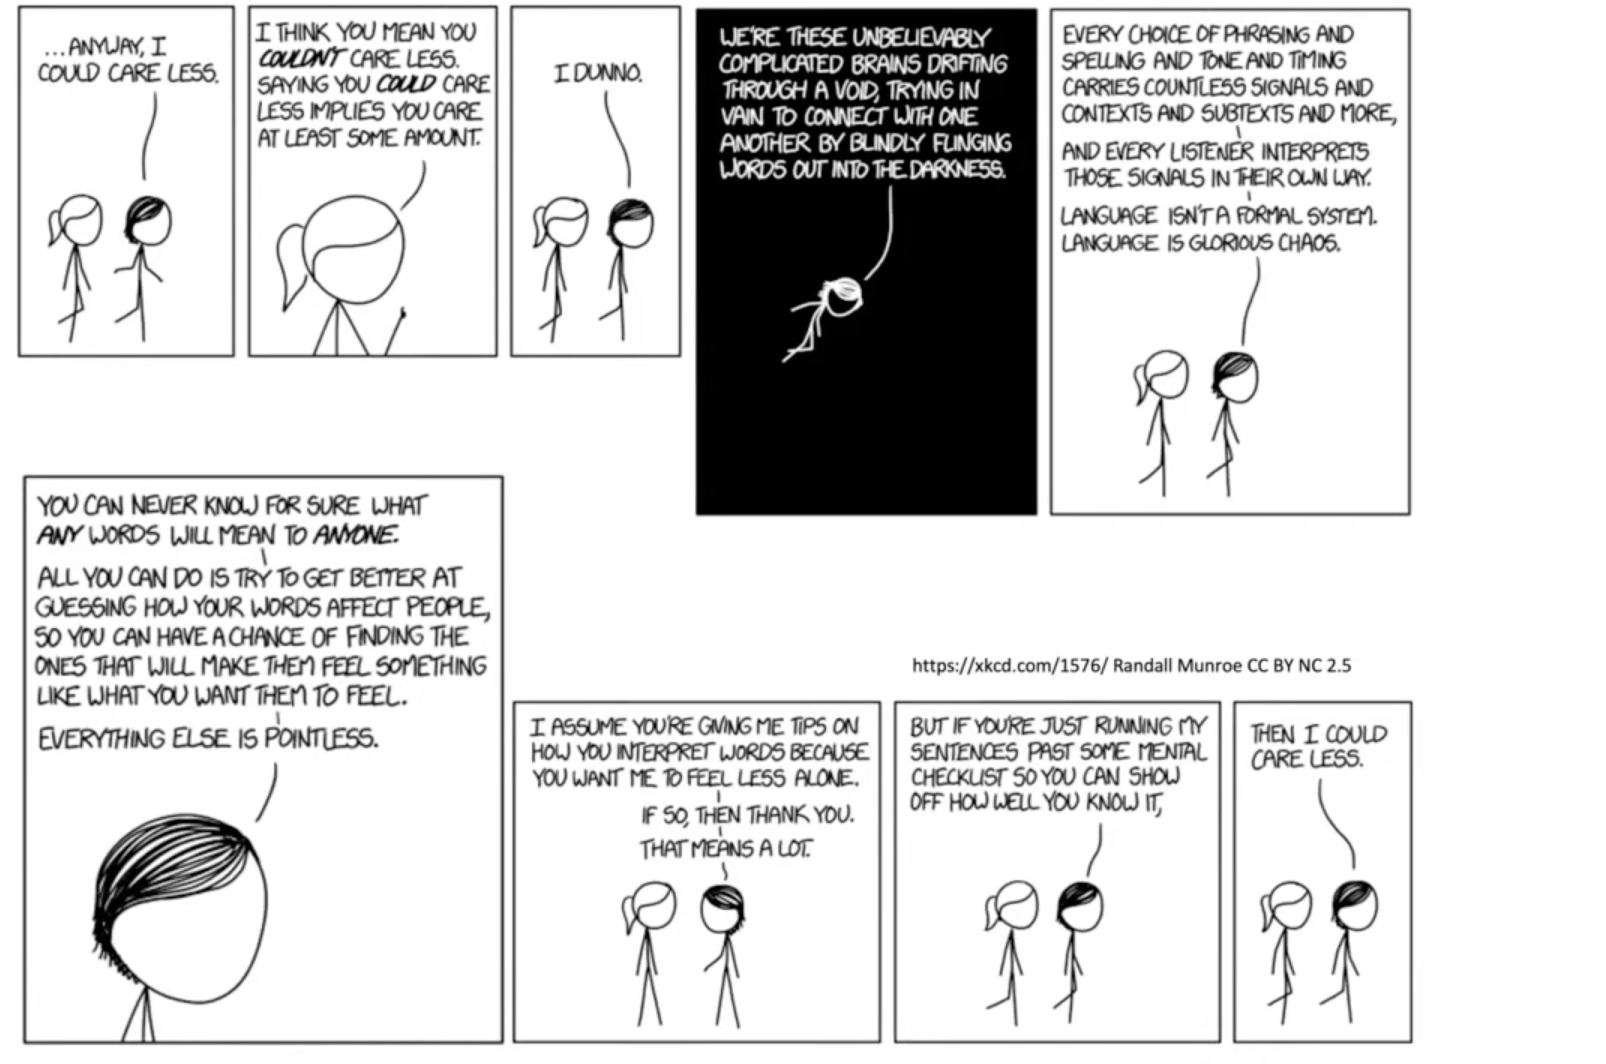 ...ANYWAY, I
COULD CARE LESS.
I THINK YOU MEAN YOU
COULDN'T CARE LESS.
SAYING YOU COULD CARE
LESS IMPLIES YOU CARE
AT LEAST SOME AMOUNT.
I DUNNO.
WE'RE THESE UNBELIEVABLY
COMPLICATED BRAINS DRIFTING
THROUGH A VOID, TRYING IN
VAIN TO CONNECT WITH ONE
ANOTHER BY BLINDLY FLINGING
WORDS OUT INTO THE DARKNESS.
EVERY CHOICE OF PHRASING AND
SPELLING AND TONE AND TIMING
CARRIES COUNTLESS SIGNALS AND
CONTEXTS AND SUBTEXTS AND MORE,
AND EVERY LISTENER INTERPRETS
THOSE SIGNALS IN THEIR OWN WAY.
LANGUAGE ISN'T A FORMAL SYSTEM.
LANGUAGE IS GLORIOUS CHAOS.
YOU CAN NEVER KNOW FOR SURE WHAT
ANY WORDS WILL MEAN TO ANYONE.
ALL YOU CAN DO IS TRY TO GET BETTER AT
GUESSING HOW YOUR WORDS AFFECT PEOPLE,
SO YOU CAN HAVE A CHANCE OF FINDING THE
ONES THAT WILL MAKE THEM FEEL SOMETHING
LIKE WHAT YOU WANT THEM TO FEEL.
EVERYTHING ELSE IS POINTLESS.
https://xkcd.com/1576/ Randall Munroe CC BY NC 2.5
I ASSUME YOU'RE GIVING ME TIPS ON
HOW YOU INTERPRET WORDS BECAUSE
YOU WANT ME TO FEEL LESS ALONE.
IF SO, THEN THANK YOU.
THAT MEANS A LOT.
BUT IF YOU'RE JUST RUNNING MY
SENTENCES PAST SOME MENTAL
CHECKLIST SO YOU CAN SHOW
OFF HOW WELL YOU KNOW IT,
THEN I COULD
CARE LESS.